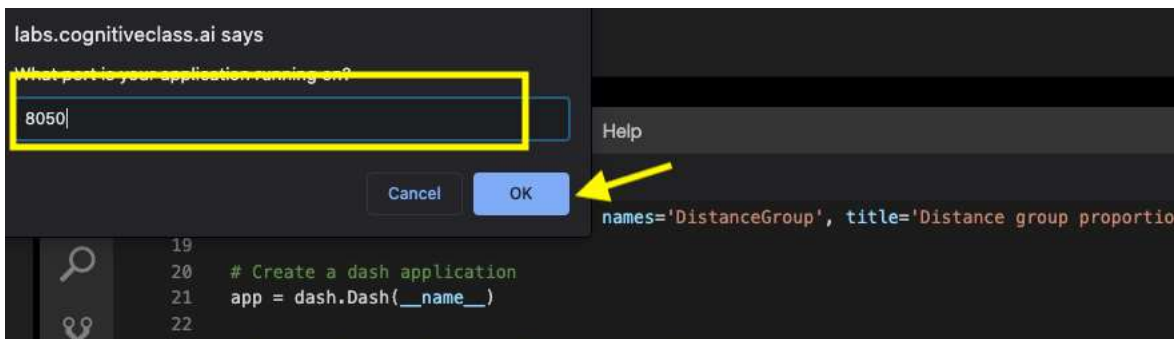 labs.cognitiveclass.ai says
What port is your application running on?
8050
Help
Cancel OK
names='DistanceGroup', title='Distance group proportio
19
20 # Create a dash application
21 app = dash.Dash(__name__)
22